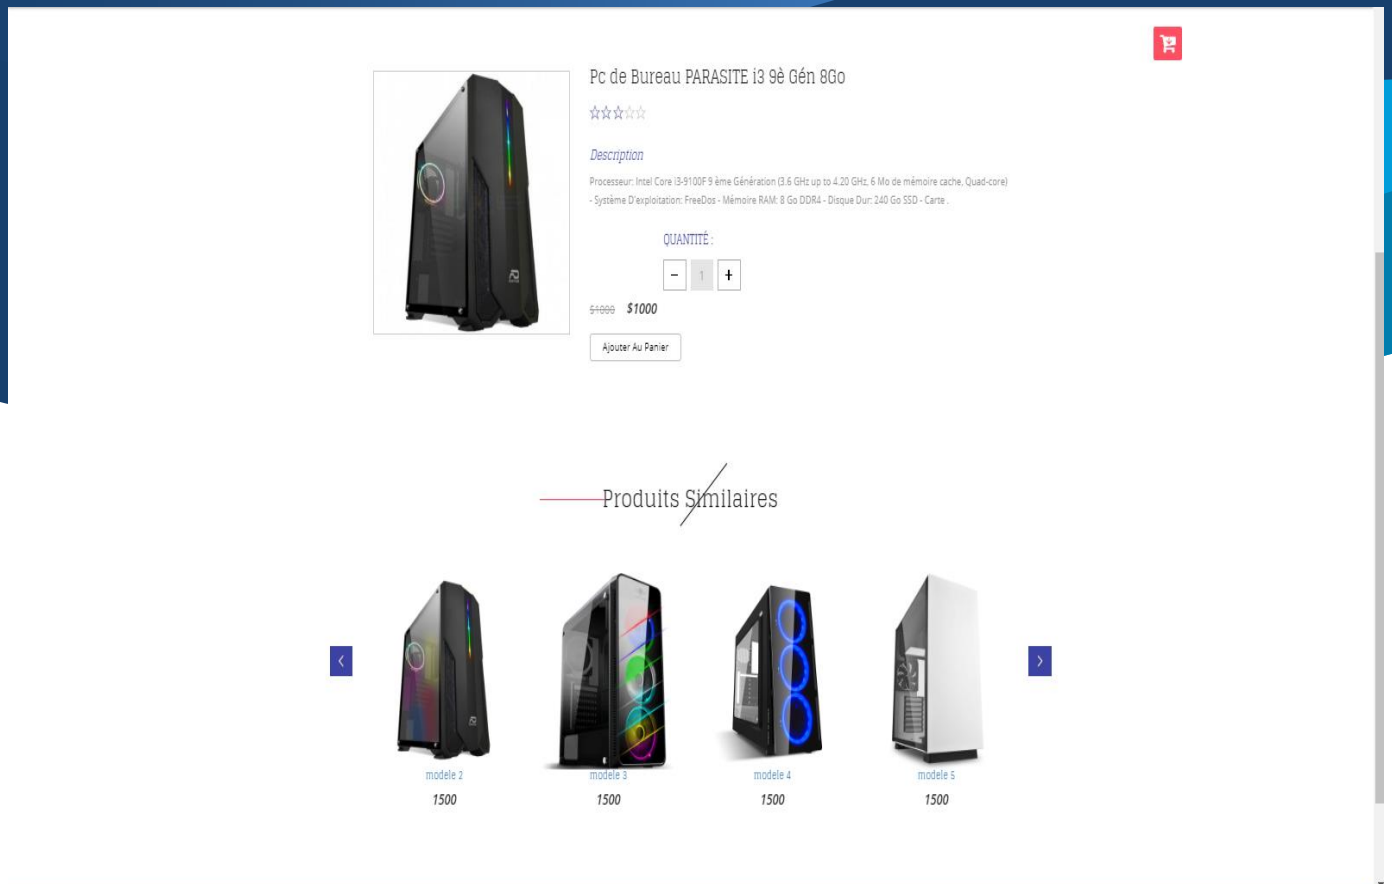 Pc de Bureau PARASITE i3 9è Gén 8Go
Description
Processeur: Intel Core i3-9100F 9 ème Génération (3.6 GHz up to 4.20 GHz, 6 Mo de mémoire cache, Quad-core)
- Système D'exploitation: FreeDos - Mémoire RAM: 8 Go DDR4 - Disque Dur: 240 Go SSD - Carte .
QUANTITÉ :
− 1 +
$1000 $1000
Ajouter Au Panier
Produits Similaires
modele 2 modele 3 modele 4 modele 5
1500 1500 1500 1500